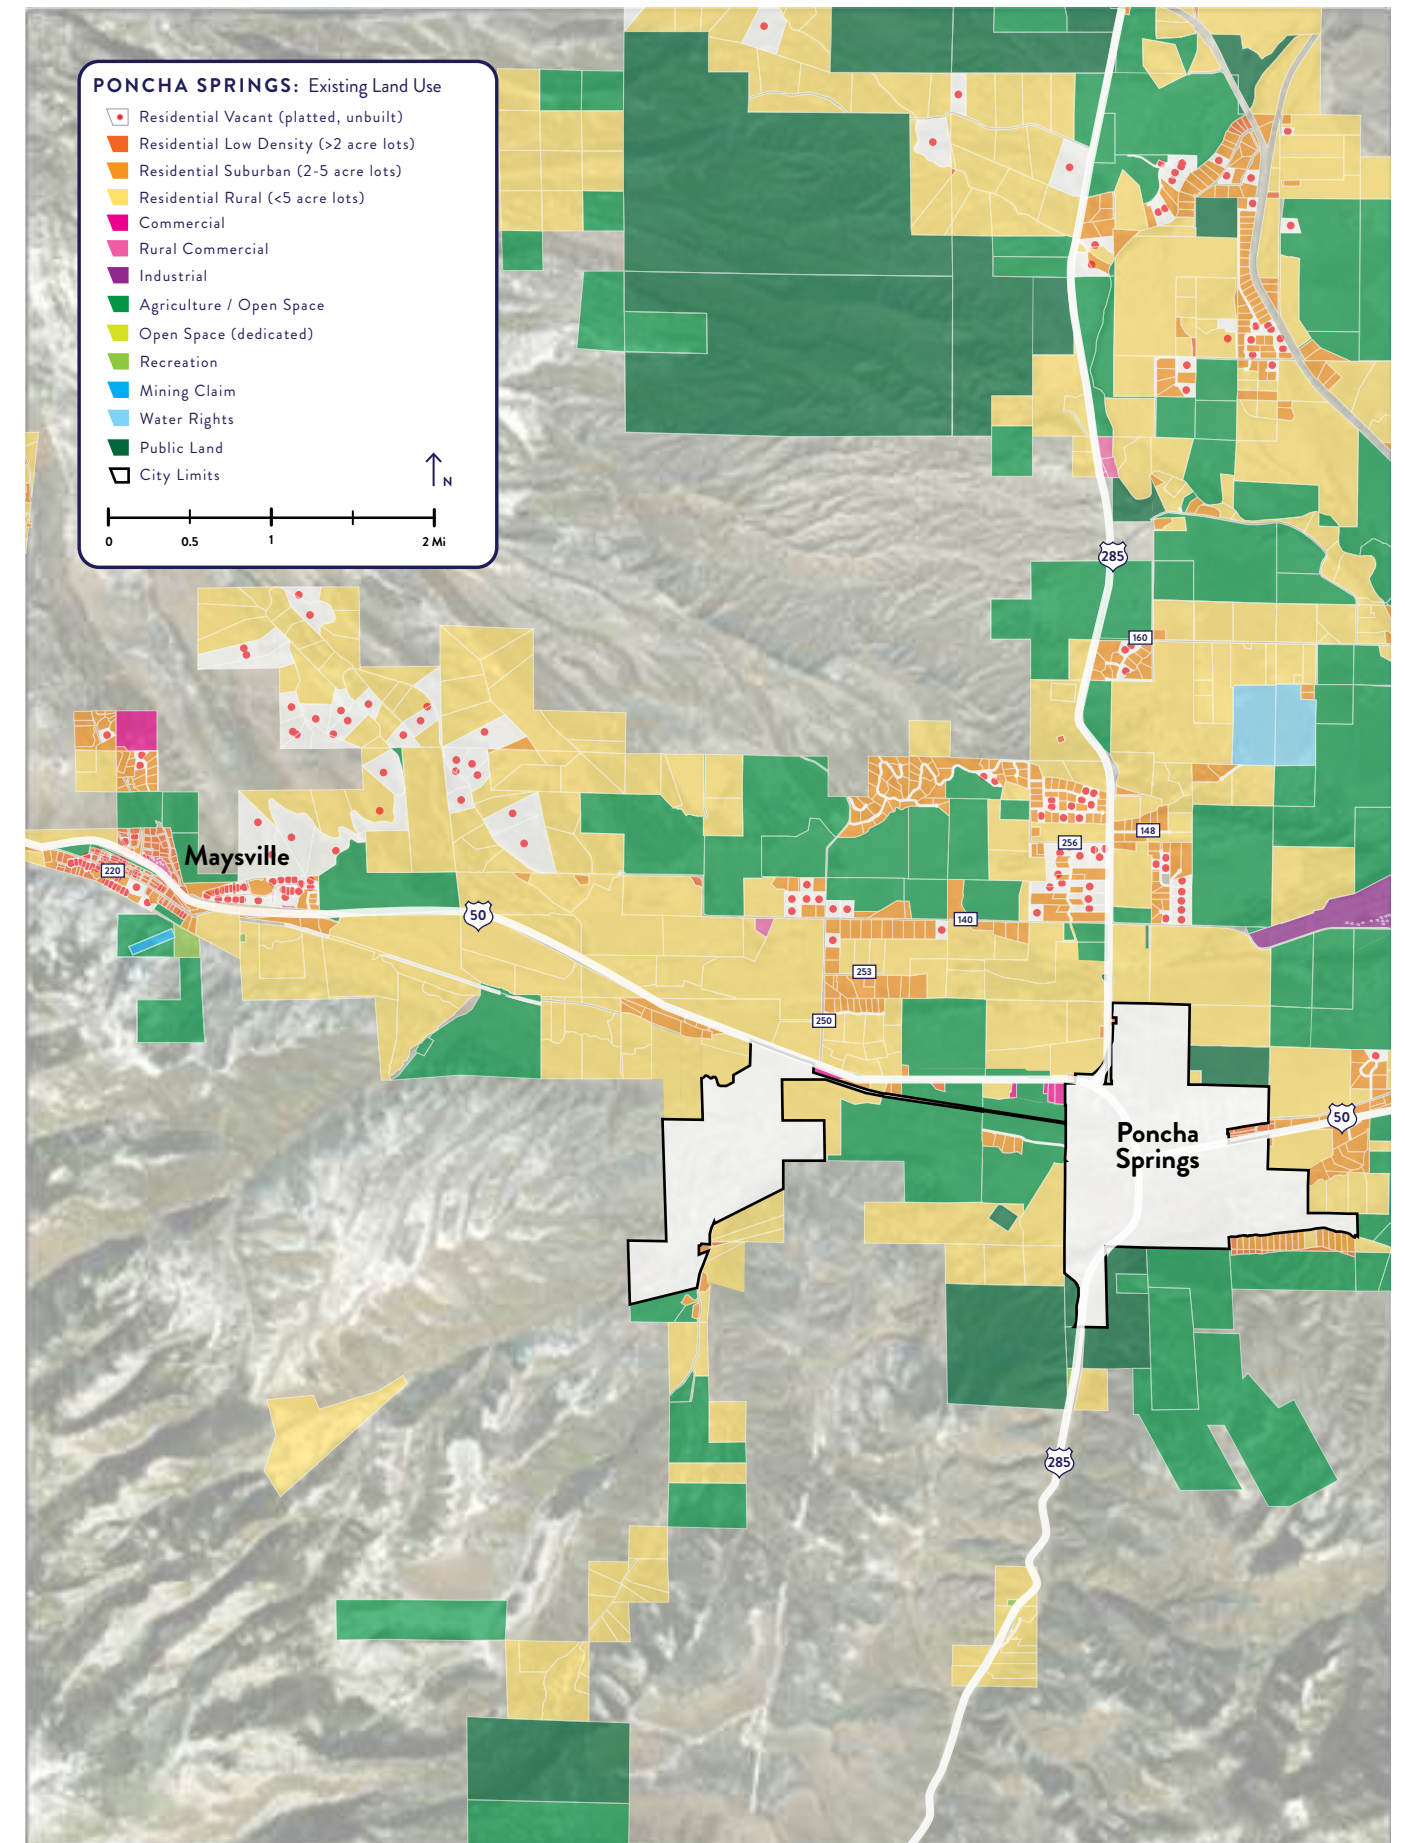 PONCHA SPRINGS: Existing Land Use
Residential Vacant (platted, unbuilt)
Residential Low Density (>2 acre lots)
Residential Suburban (2-5 acre lots)
Residential Rural (<5 acre lots)
Commercial
Rural Commercial
Industrial
Agriculture / Open Space
Open Space (dedicated)
Recreation
Mining Claim
Water Rights
Public Land
City Limits
N
0 0.5 1 2 Mi
285
160
148
256
Maysville
220
50
140
253
250
50
Poncha
Springs
285